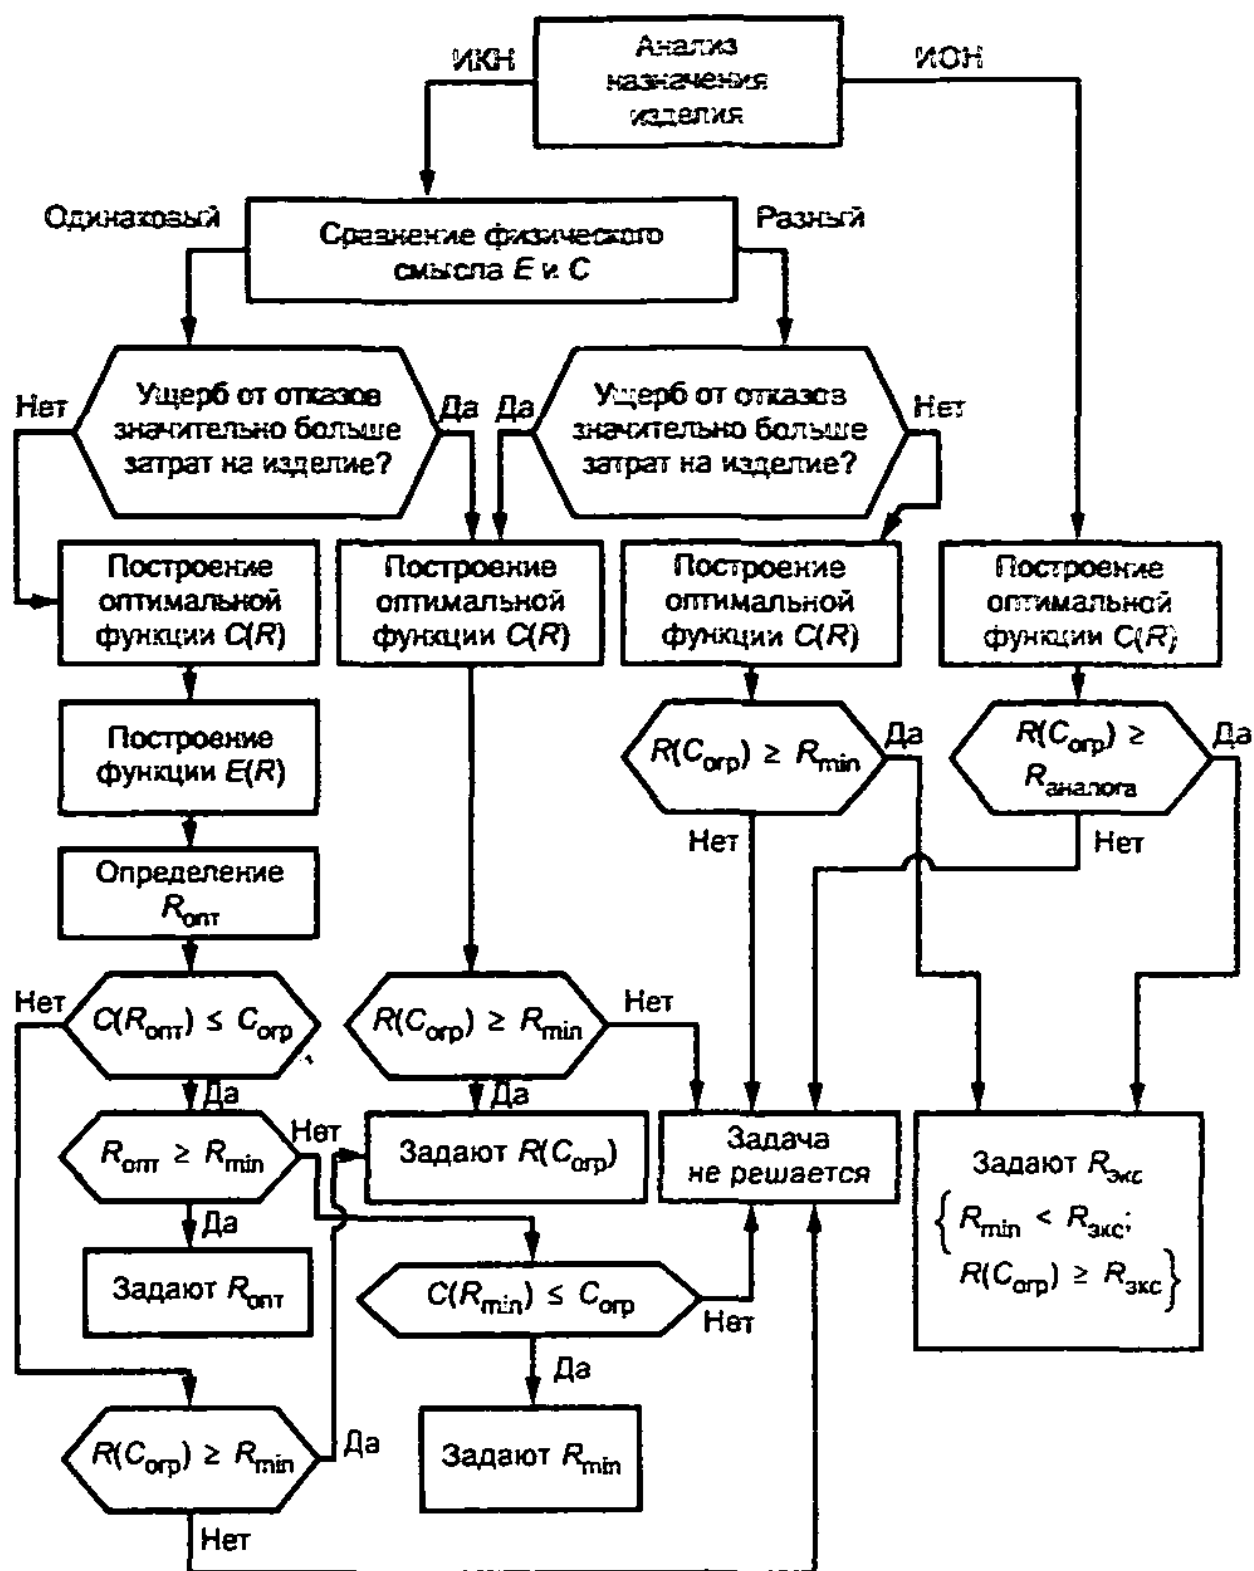 ИКН
Анализ
назначения
изделия
ИОН
Одинаковый
Сравнение физического
смысла E и C
Разный
Нет
Ущерб от отказов
значительно больше
затрат на изделие?
Да
Да
Ущерб от отказов
значительно больше
затрат на изделие?
Нет
Построение
оптимальной
функции C(R)
Построение
оптимальной
функции C(R)
Построение
оптимальной
функции C(R)
Построение
оптимальной
функции C(R)
Построение
функции E(R)
R(Cогр) ≥ Rmin
Да
Нет
R(Cогр) ≥
Rаналога
Да
Нет
Определение
Rопт
Нет
C(Rопт) ≤ Cогр
Да
R(Cогр) ≥ Rmin
Нет
Да
Rопт ≥ Rmin
Нет
Да
Задают R(Cогр)
Задача
не решается
Задают Rэкс
{Rmin < Rэкс;
R(Cогр) ≥ Rэкс}
Задают Rопт
C(Rmin) ≤ Cогр
Нет
Да
R(Cогр) ≥ Rmin
Да
Нет
Задают Rmin